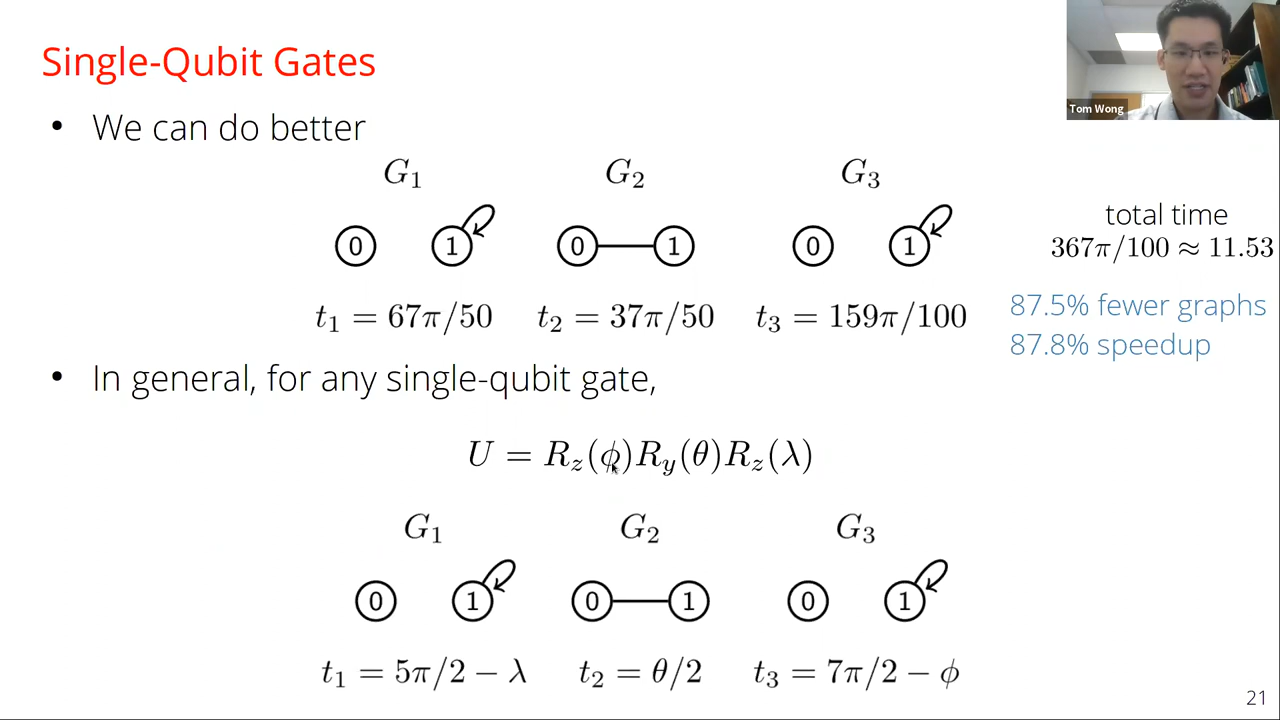 Single-Qubit Gates
Tom Wong
• We can do better
G₁ G₂ G₃
0 1 0 1 0 1
t₁ = 67π/50 t₂ = 37π/50 t₃ = 159π/100
total time
367π/100 ≈ 11.53
87.5% fewer graphs
87.8% speedup
• In general, for any single-qubit gate,
U = R_z(ϕ)R_y(θ)R_z(λ)
G₁ G₂ G₃
0 1 0 1 0 1
t₁ = 5π/2 − λ t₂ = θ/2 t₃ = 7π/2 − ϕ
21